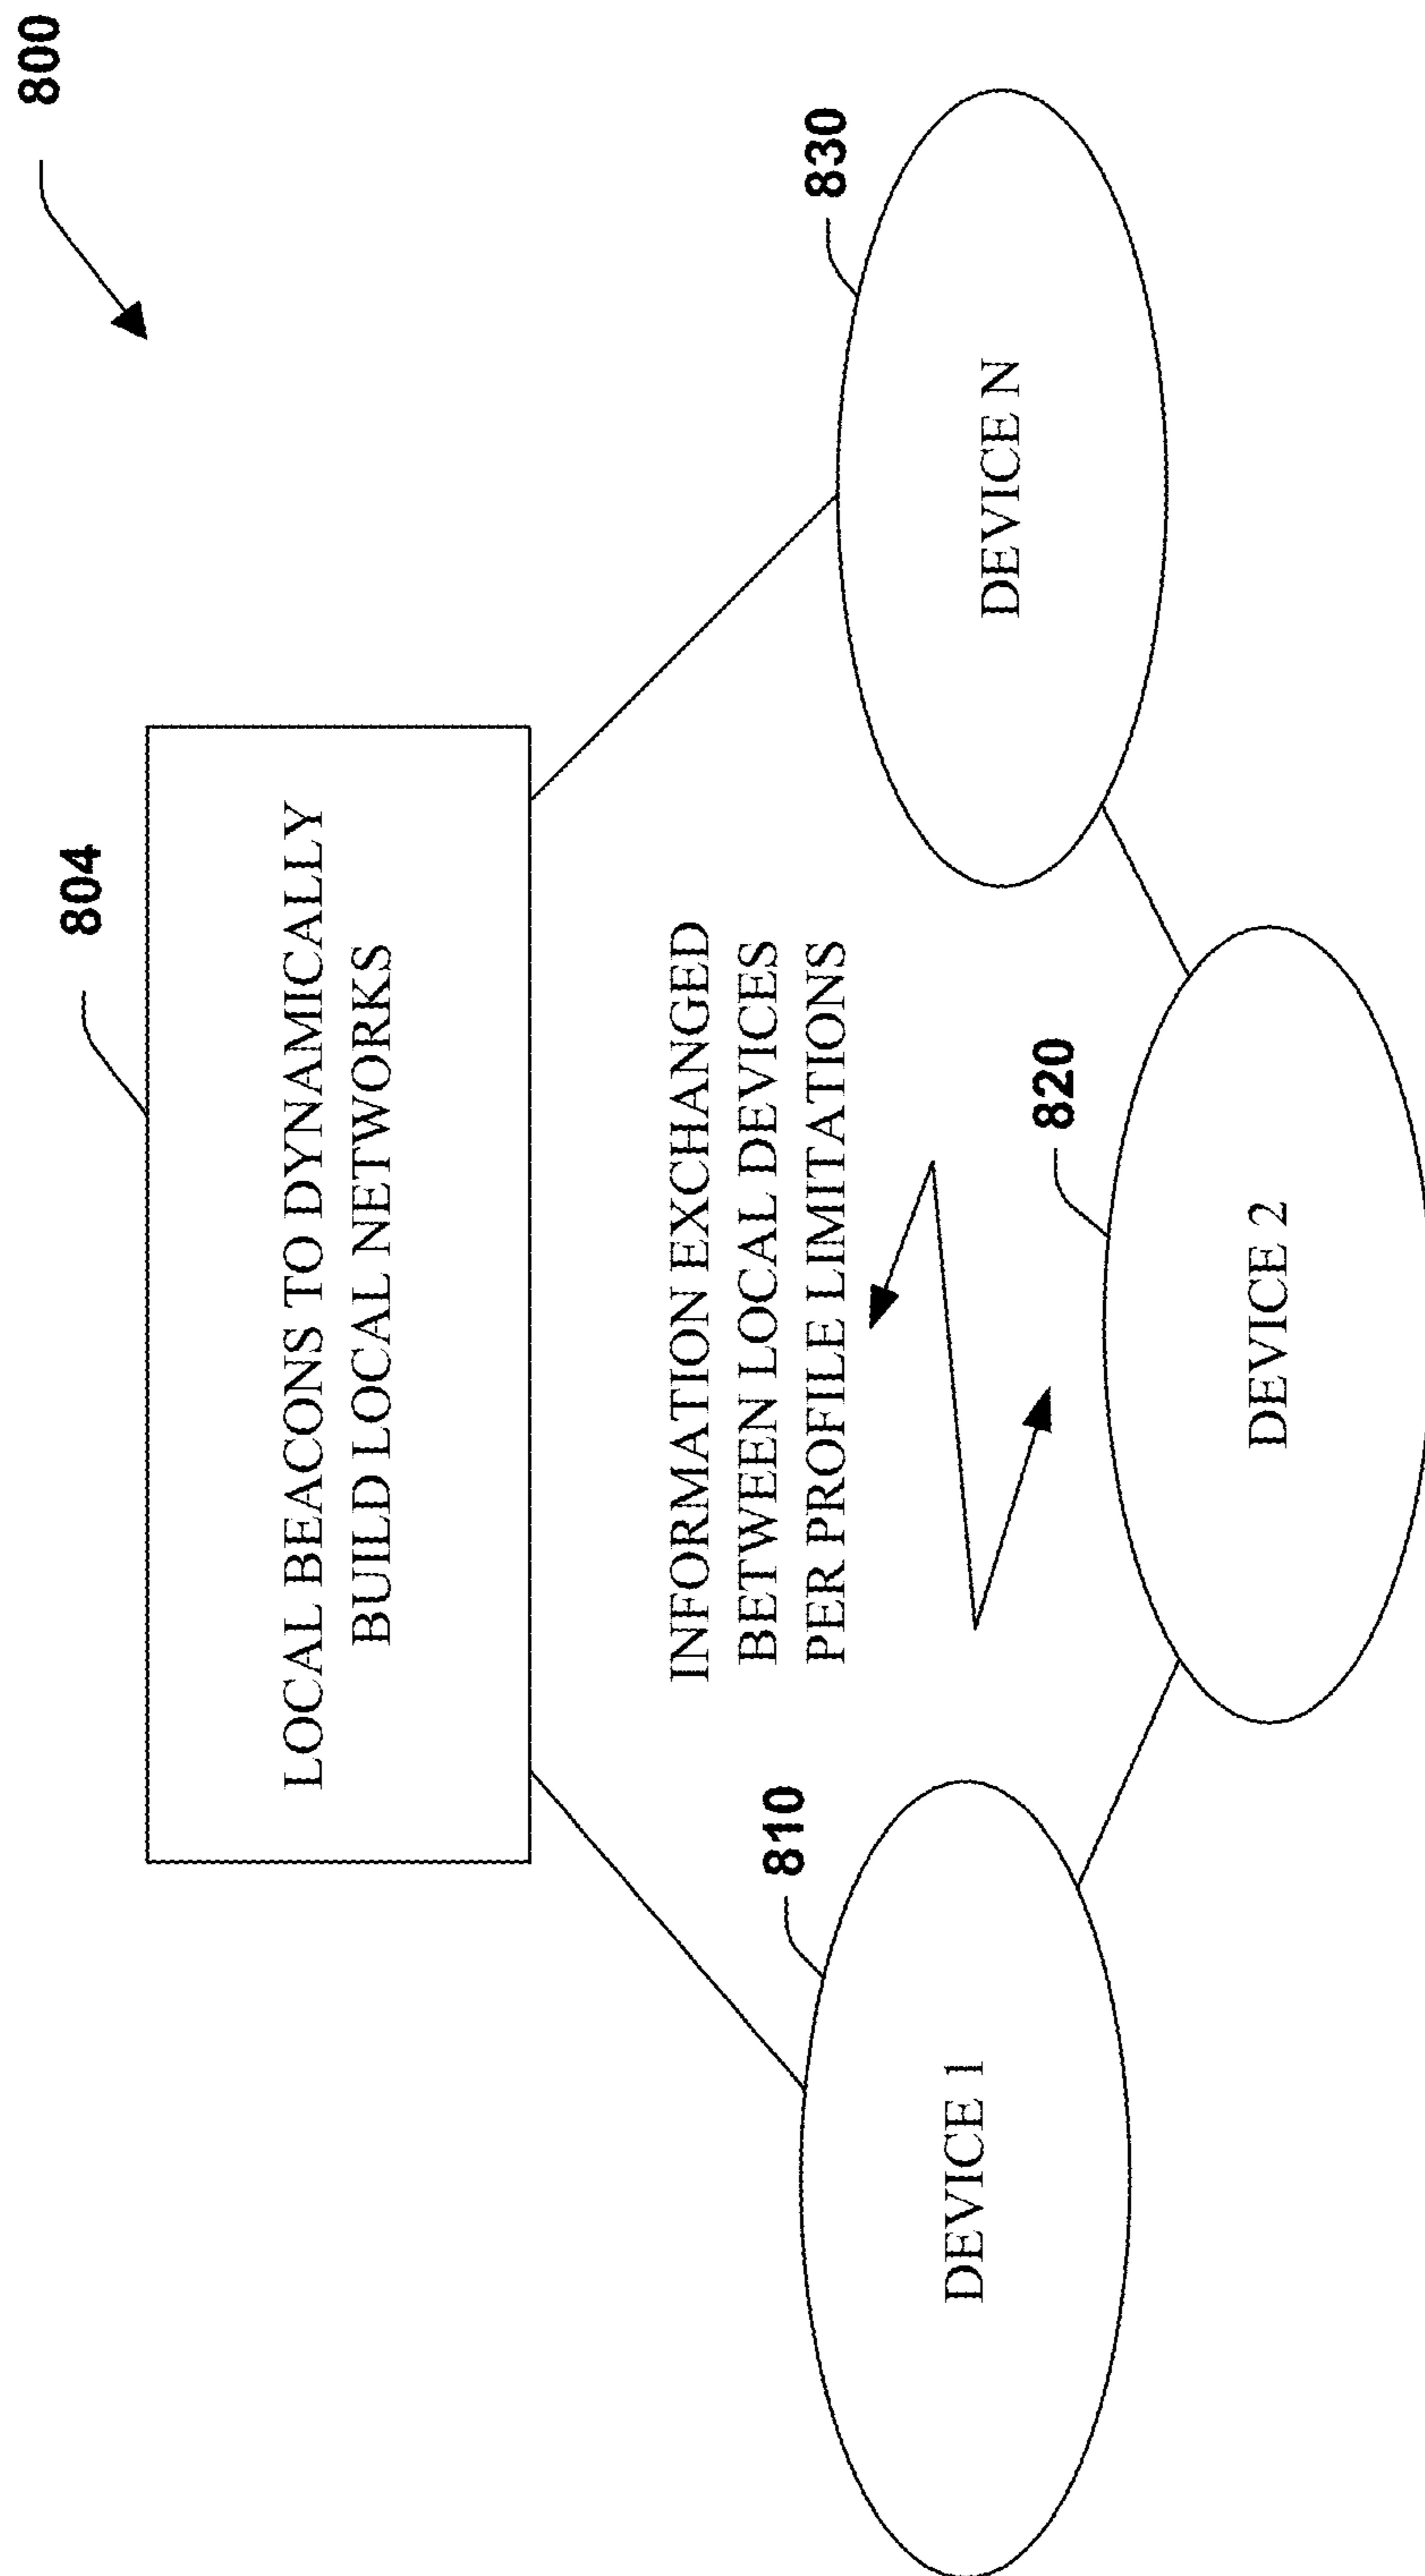 800
804
LOCAL BEACONS TO DYNAMICALLY
BUILD LOCAL NETWORKS
INFORMATION EXCHANGED
BETWEEN LOCAL DEVICES
PER PROFILE LIMITATIONS
810
DEVICE 1
820
DEVICE 2
830
DEVICE N